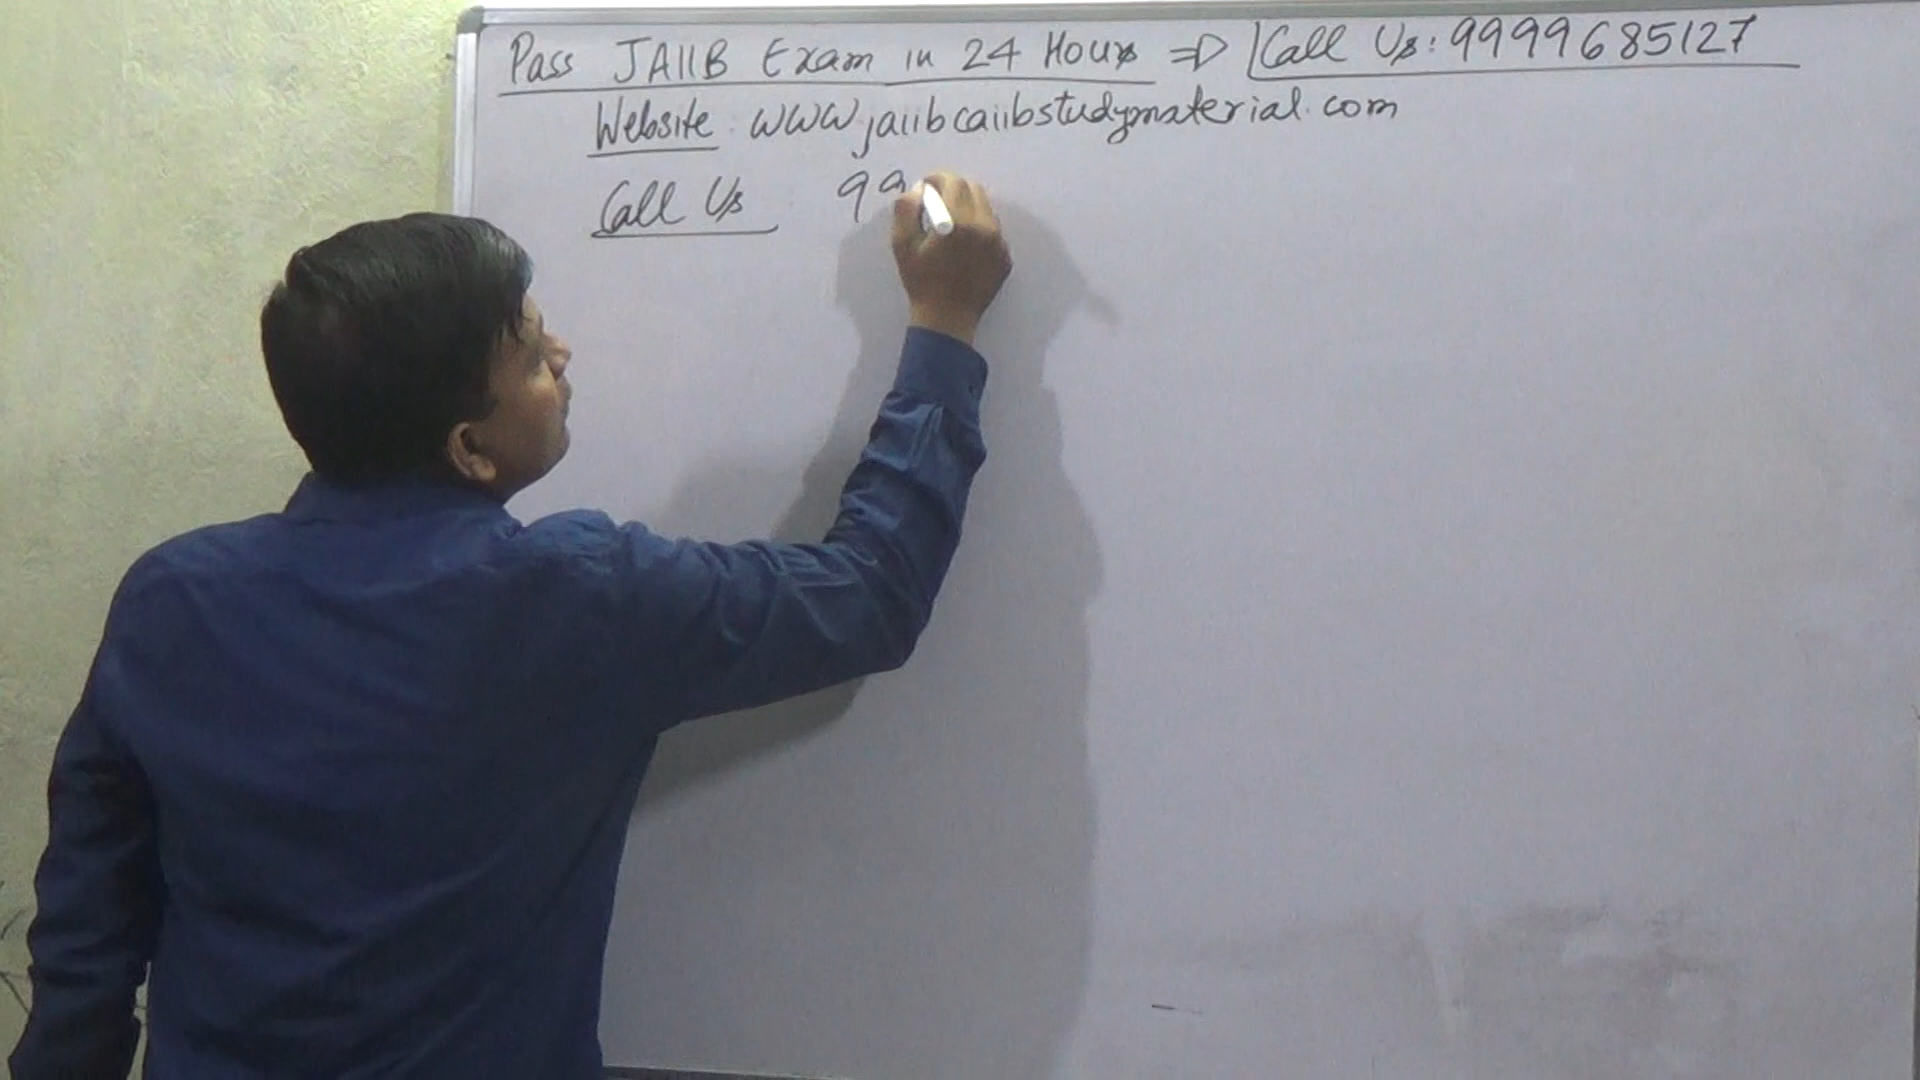 Pass JAIIB Exam in 24 Hours ⇒ Call Us: 9999685127
Website: www.jaiibcaiibstudymaterial.com
Call Us 99